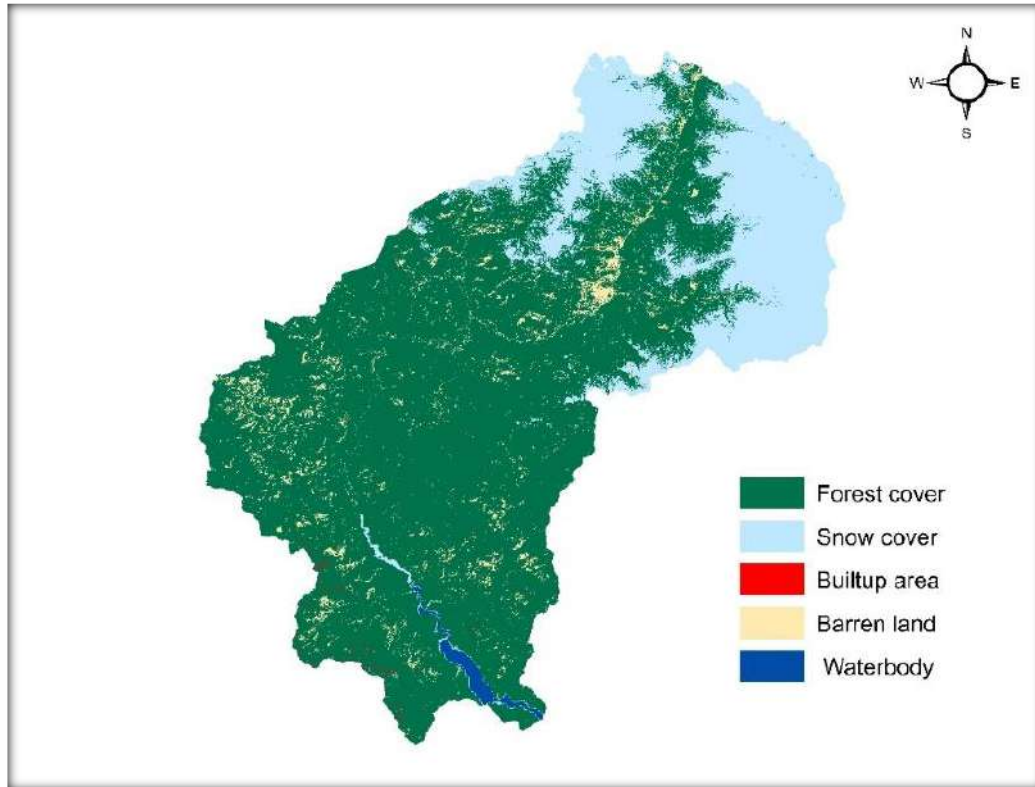 N
W E
S
Forest cover
Snow cover
Builtup area
Barren land
Waterbody